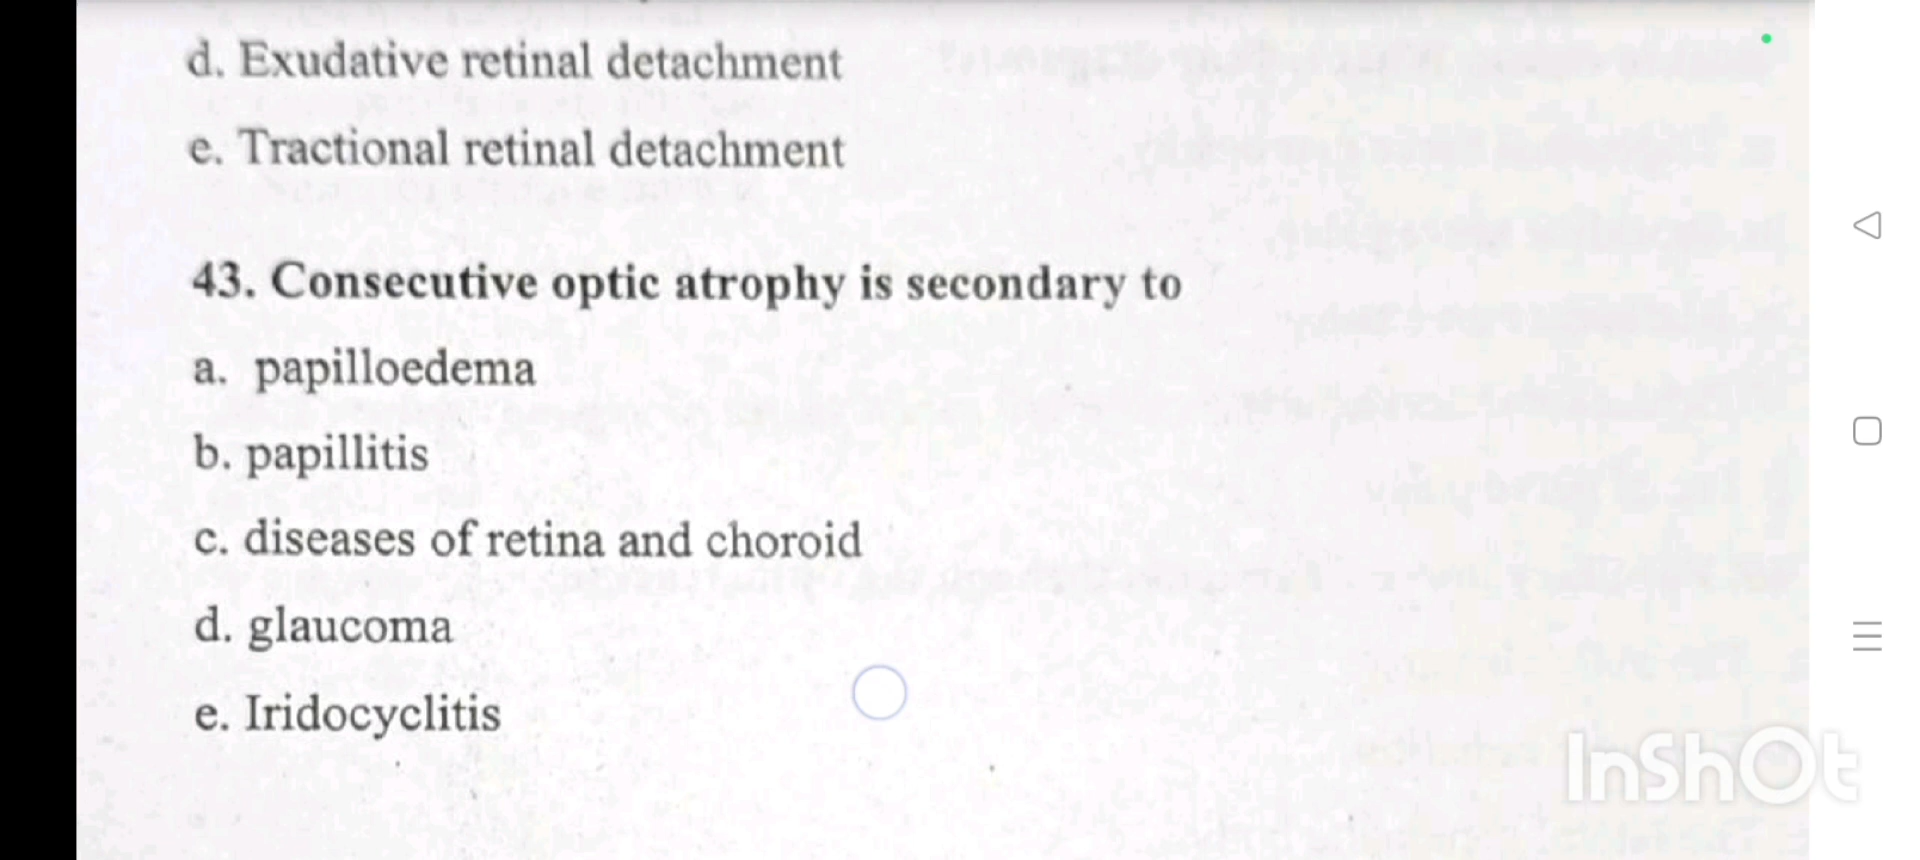 d. Exudative retinal detachment
e. Tractional retinal detachment
43. Consecutive optic atrophy is secondary to
a. papilloedema
b. papillitis
c. diseases of retina and choroid
d. glaucoma
e. Iridocyclitis
InShOt